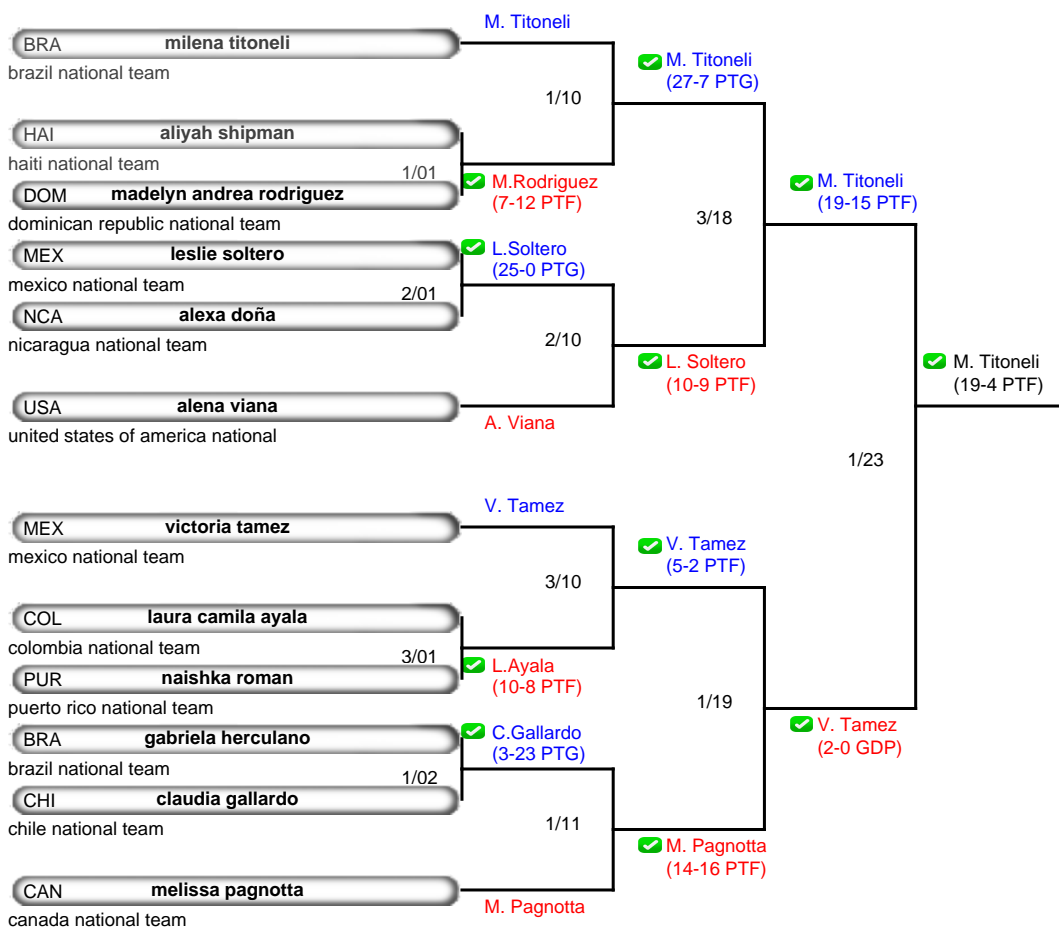 M. Titoneli
BRA milena titoneli
brazil national team
M. Titoneli
(27-7 PTG)
1/10
HAI aliyah shipman
haiti national team
1/01
M.Rodriguez
(7-12 PTF)
DOM madelyn andrea rodriguez
dominican republic national team
M. Titoneli
(19-15 PTF)
3/18
MEX leslie soltero
mexico national team
L.Soltero
(25-0 PTG)
2/01
NCA alexa doña
nicaragua national team
2/10
L. Soltero
(10-9 PTF)
M. Titoneli
(19-4 PTF)
USA alena viana
united states of america national
A. Viana
1/23
V. Tamez
MEX victoria tamez
mexico national team
V. Tamez
(5-2 PTF)
3/10
COL laura camila ayala
colombia national team
3/01
L.Ayala
(10-8 PTF)
PUR naishka roman
puerto rico national team
1/19
V. Tamez
(2-0 GDP)
BRA gabriela herculano
brazil national team
C.Gallardo
(3-23 PTG)
1/02
CHI claudia gallardo
chile national team
1/11
M. Pagnotta
(14-16 PTF)
CAN melissa pagnotta
canada national team
M. Pagnotta